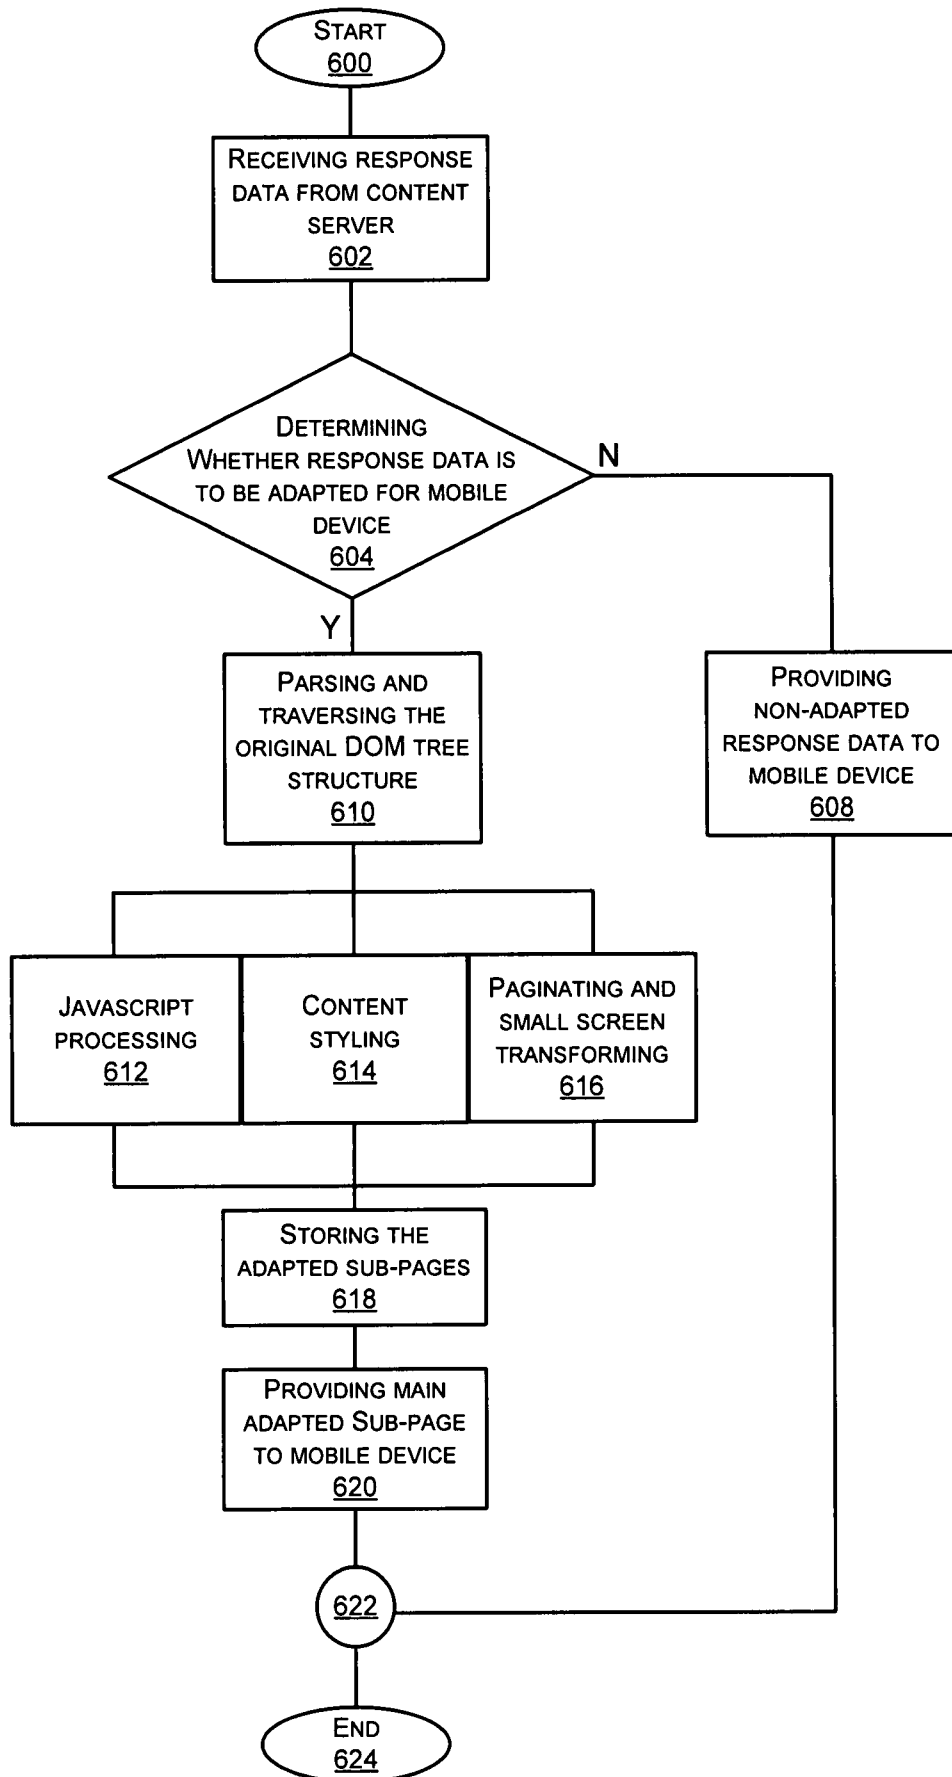 START
600
RECEIVING RESPONSE
DATA FROM CONTENT
SERVER
602
DETERMINING
WHETHER RESPONSE DATA IS
TO BE ADAPTED FOR MOBILE
DEVICE
604
N
Y
PARSING AND
TRAVERSING THE
ORIGINAL DOM TREE
STRUCTURE
610
PROVIDING
NON-ADAPTED
RESPONSE DATA TO
MOBILE DEVICE
608
JAVASCRIPT
PROCESSING
612
CONTENT
STYLING
614
PAGINATING AND
SMALL SCREEN
TRANSFORMING
616
STORING THE
ADAPTED SUB-PAGES
618
PROVIDING MAIN
ADAPTED SUB-PAGE
TO MOBILE DEVICE
620
622
END
624